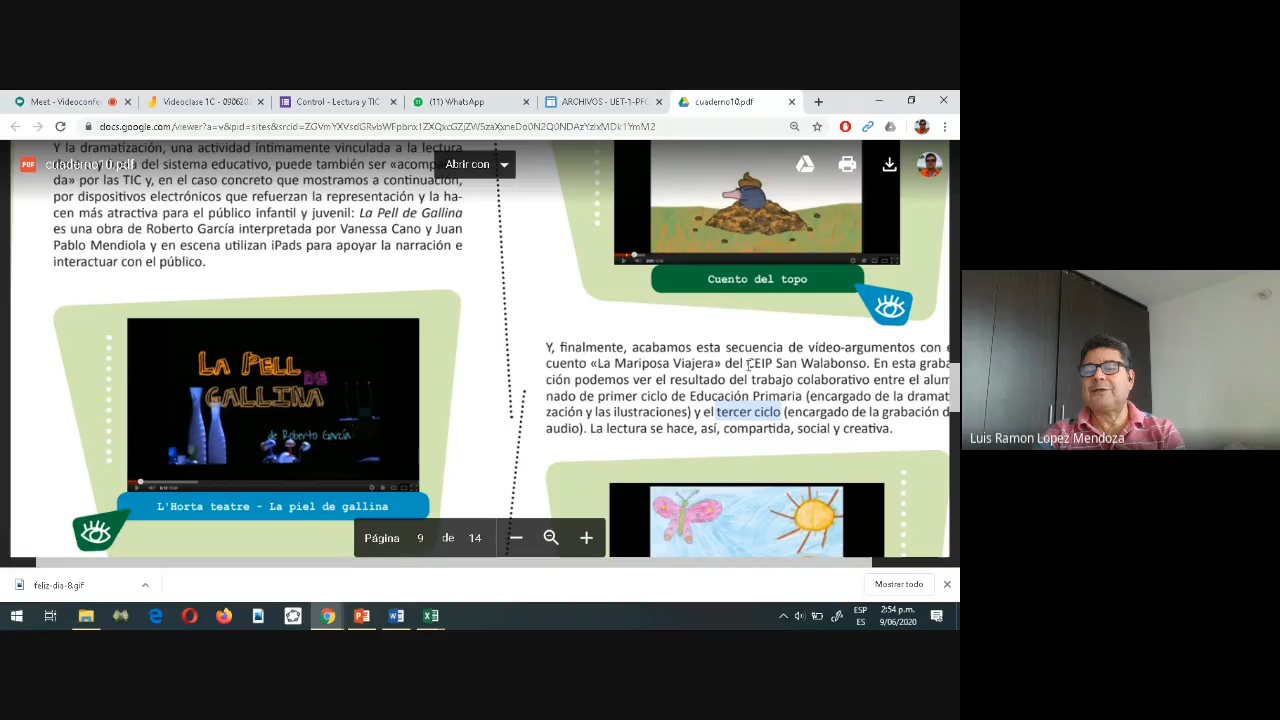 Meet - Videoconfe
Videoclase 1C - 090620
Control - Lectura y TIC
(11) WhatsApp
ARCHIVOS - UET-1-PFC
cuaderno10.pdf
Y la dramatización, una actividad íntimamente vinculada a la lectura
del sistema educativo, puede también ser «acompa
da» por las TIC y, en el caso concreto que mostramos a continuación,
por dispositivos electrónicos que refuerzan la representación y la ha-
cen más atractiva para el público infantil y juvenil: La Pell de Gallina
es una obra de Roberto García interpretada por Vanessa Cano y Juan
Pablo Mendiola y en escena utilizan iPads para apoyar la narración e
interactuar con el público.
PDF
cuaderno10.pdf
Abrir con
LA PELL
DE
GALLINA
de Roberto García
L'Horta teatre - La piel de gallina
Cuento del topo
Y, finalmente, acabamos esta secuencia de vídeo-argumentos con e
cuento «La Mariposa Viajera» del CEIP San Walabonso. En esta graba
ción podemos ver el resultado del trabajo colaborativo entre el alum
nado de primer ciclo de Educación Primaria (encargado de la dramat
zación y las ilustraciones) y el tercer ciclo (encargado de la grabación d
audio). La lectura se hace, así, compartida, social y creativa.
Página 9 de 14
Luis Ramon Lopez Mendoza
feliz-dia-8.gif
Mostrar todo
ESP
ES
2:54 p.m.
9/06/2020